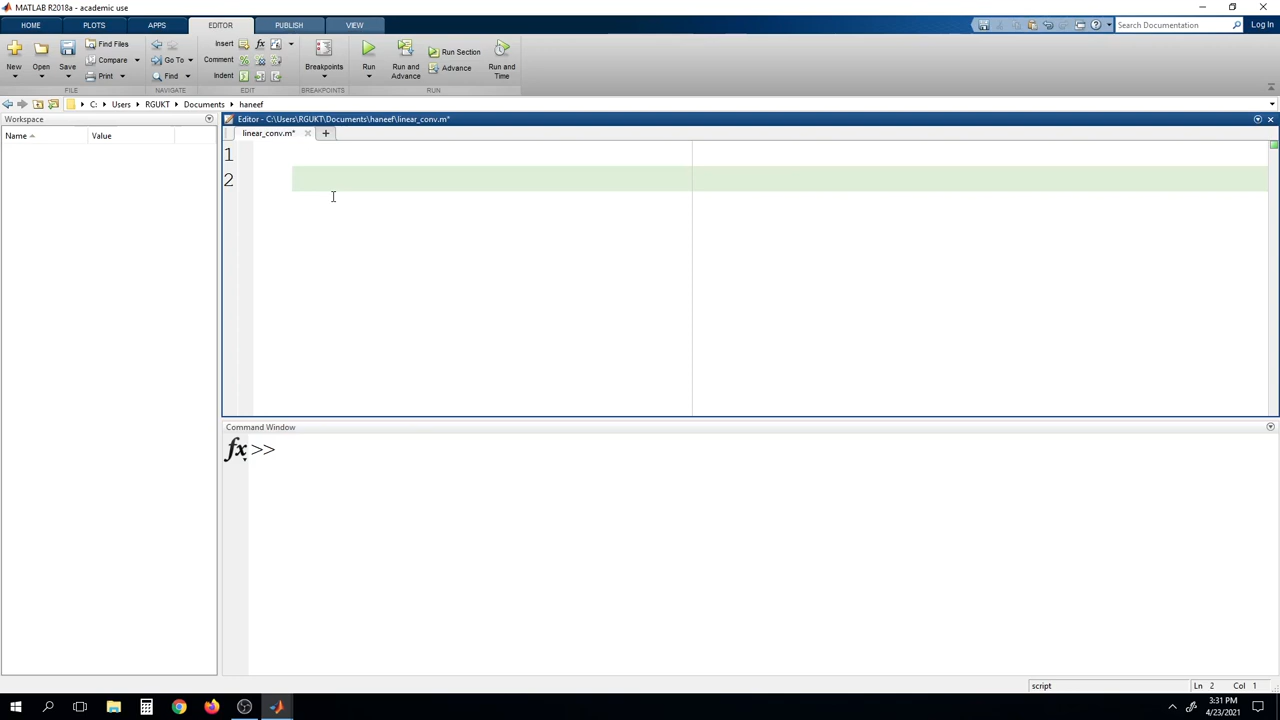 MATLAB R2018a - academic use
HOME PLOTS APPS EDITOR PUBLISH VIEW Search Documentation Log In
New Open Save Find Files Compare Print Go To Find Insert fx Comment Indent Breakpoints Run Run and Advance Run Section Advance Run and Time
FILE NAVIGATE EDIT BREAKPOINTS RUN
C: Users RGUKT Documents haneef
Workspace
Name Value
Editor - C:\Users\RGUKT\Documents\haneef\linear_conv.m*
linear_conv.m* +
1
2
Command Window
fx >>
script Ln 2 Col 1
3:31 PM
4/23/2021